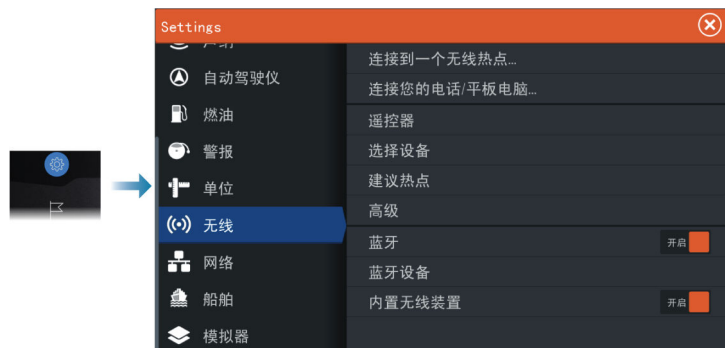 Settings
自动驾驶仪
燃油
警报
单位
无线
网络
船舶
模拟器
连接到一个无线热点...
连接您的电话/平板电脑...
遥控器
选择设备
建议热点
高级
蓝牙 开启
蓝牙设备
内置无线装置 开启